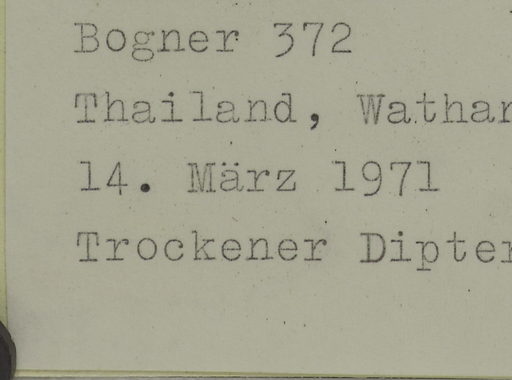 Bogner 372
Thailand, Wathar
14. März 1971
Trockener Dipter